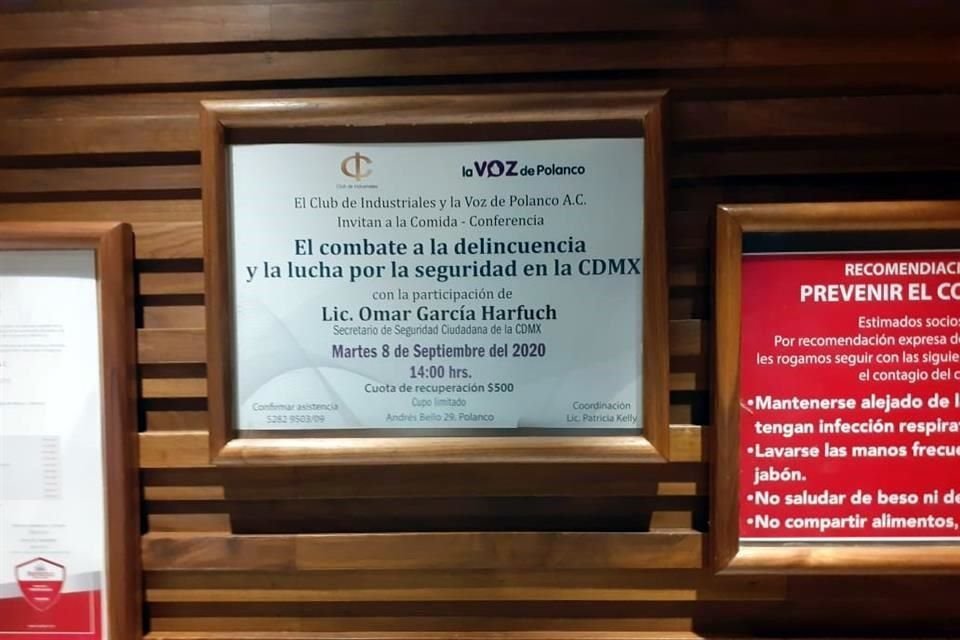 Club de Industriales
la VOZ de Polanco
El Club de Industriales y la Voz de Polanco A.C.
Invitan a la Comida - Conferencia
El combate a la delincuencia
y la lucha por la seguridad en la CDMX
con la participación de
Lic. Omar García Harfuch
Secretario de Seguridad Ciudadana de la CDMX
Martes 8 de Septiembre del 2020
14:00 hrs.
Cuota de recuperación $500
Cupo limitado
Confirmar asistencia
5282 9503/09
Andrés Bello 29, Polanco
Coordinación
Lic. Patricia Kelly
RECOMENDIACI
PREVENIR EL CO
Estimados socios
Por recomendación expresa de
les rogamos seguir con las siguie
el contagio del c
•Mantenerse alejado de l
tengan infección respirat
•Lavarse las manos frecue
jabón.
•No saludar de beso ni de
•No compartir alimentos,